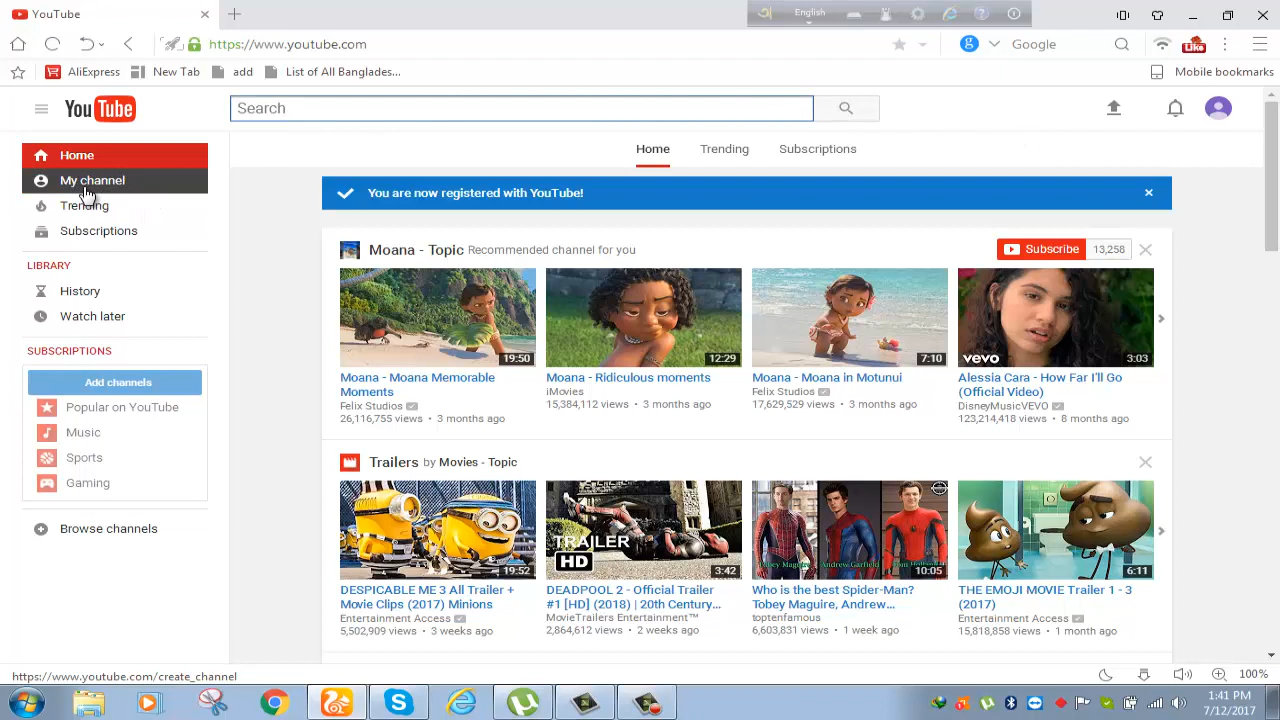 YouTube
English
https://www.youtube.com
Google
Like
AliExpress
New Tab
add
List of All Banglades...
Mobile bookmarks
YouTube
Search
Home
My channel
Trending
Subscriptions
LIBRARY
History
Watch later
SUBSCRIPTIONS
Add channels
Popular on YouTube
Music
Sports
Gaming
Browse channels
Home Trending Subscriptions
You are now registered with YouTube!
Moana - Topic Recommended channel for you
Subscribe 13,258
19:50
Moana - Moana Memorable
Moments
Felix Studios
26,116,755 views • 3 months ago
12:29
Moana - Ridiculous moments
iMovies
15,384,112 views • 3 months ago
7:10
Moana - Moana in Motunui
Felix Studios
17,629,529 views • 3 months ago
vevo
3:03
Alessia Cara - How Far I'll Go
(Official Video)
DisneyMusicVEVO
123,214,418 views • 8 months ago
Trailers by Movies - Topic
19:52
DESPICABLE ME 3 All Trailer +
Movie Clips (2017) Minions
Entertainment Access
5,502,909 views • 3 weeks ago
TRAILER
HD
3:42
DEADPOOL 2 - Official Trailer
#1 [HD] (2018) | 20th Century...
MovieTrailers Entertainment™
2,864,612 views • 2 weeks ago
Tobey Maguire Andrew Garfield
10:05
Who is the best Spider-Man?
Tobey Maguire, Andrew...
toptenfamous
6,603,831 views • 1 week ago
6:11
THE EMOJI MOVIE Trailer 1 - 3
(2017)
Entertainment Access
15,818,858 views • 1 month ago
https://www.youtube.com/create_channel
100%
1:41 PM
7/12/2017